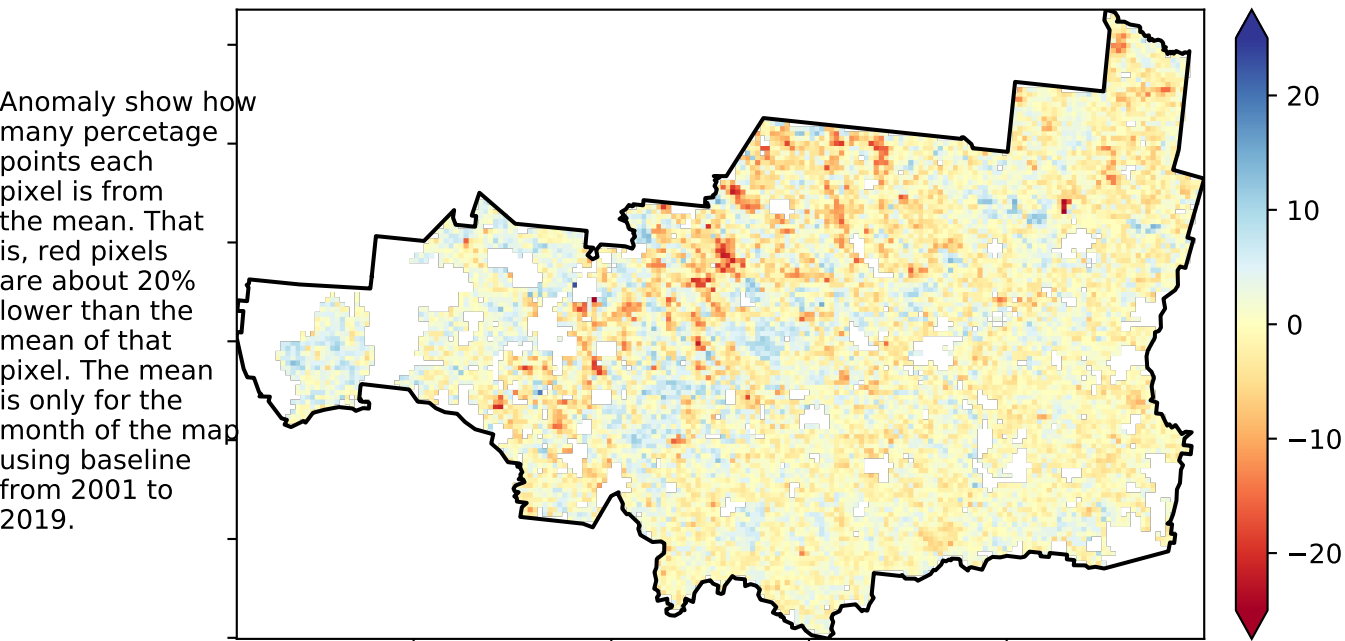 Anomaly show how
many percetage
points each
pixel is from
the mean. That
is, red pixels
are about 20%
lower than the
mean of that
pixel. The mean
is only for the
month of the map
using baseline
from 2001 to
2019.
20
10
0
−10
−20